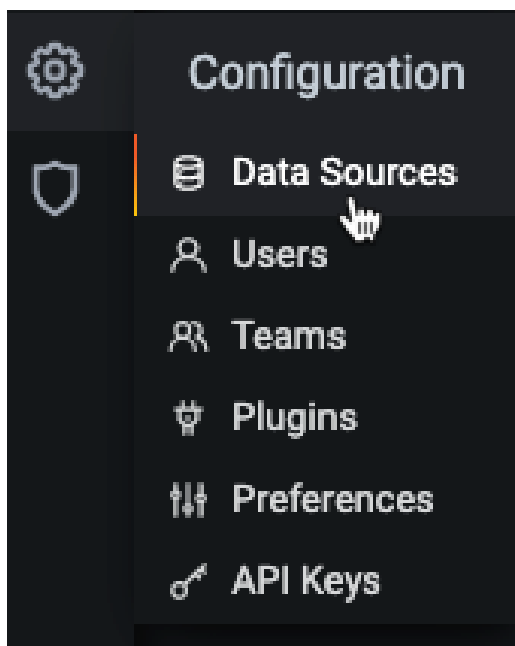 Configuration
Data Sources
Users
Teams
Plugins
Preferences
API Keys